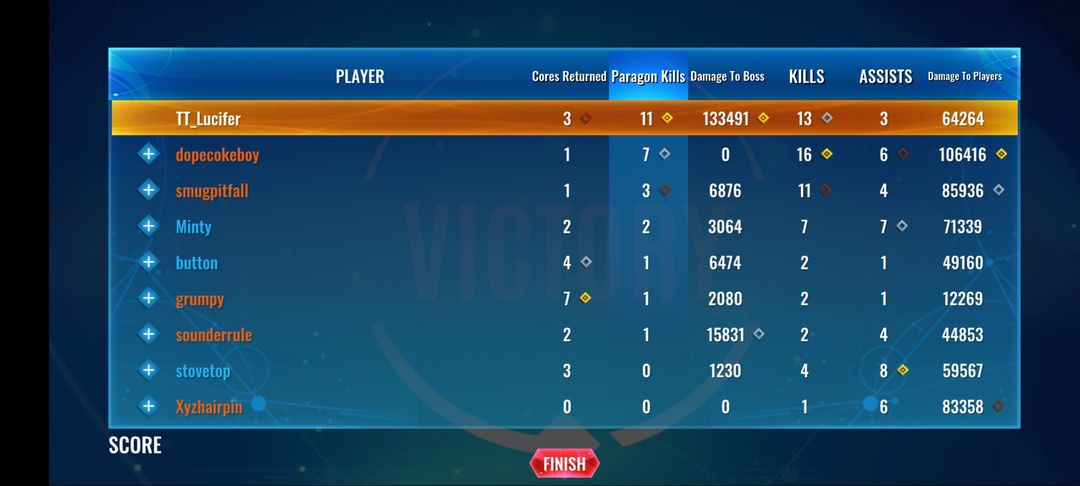 PLAYER Cores Returned Paragon Kills Damage To Boss KILLS ASSISTS Damage To Players
TT_Lucifer 3 11 133491 13 3 64264
dopecokeboy 1 7 0 16 6 106416
smugpitfall 1 3 6876 11 4 85936
Minty 2 2 3064 7 7 71339
button 4 1 6474 2 1 49160
grumpy 7 1 2080 2 1 12269
sounderrule 2 1 15831 2 4 44853
stovetop 3 0 1230 4 8 59567
Xyzhairpin 0 0 0 1 6 83358
VICTORY
SCORE
FINISH